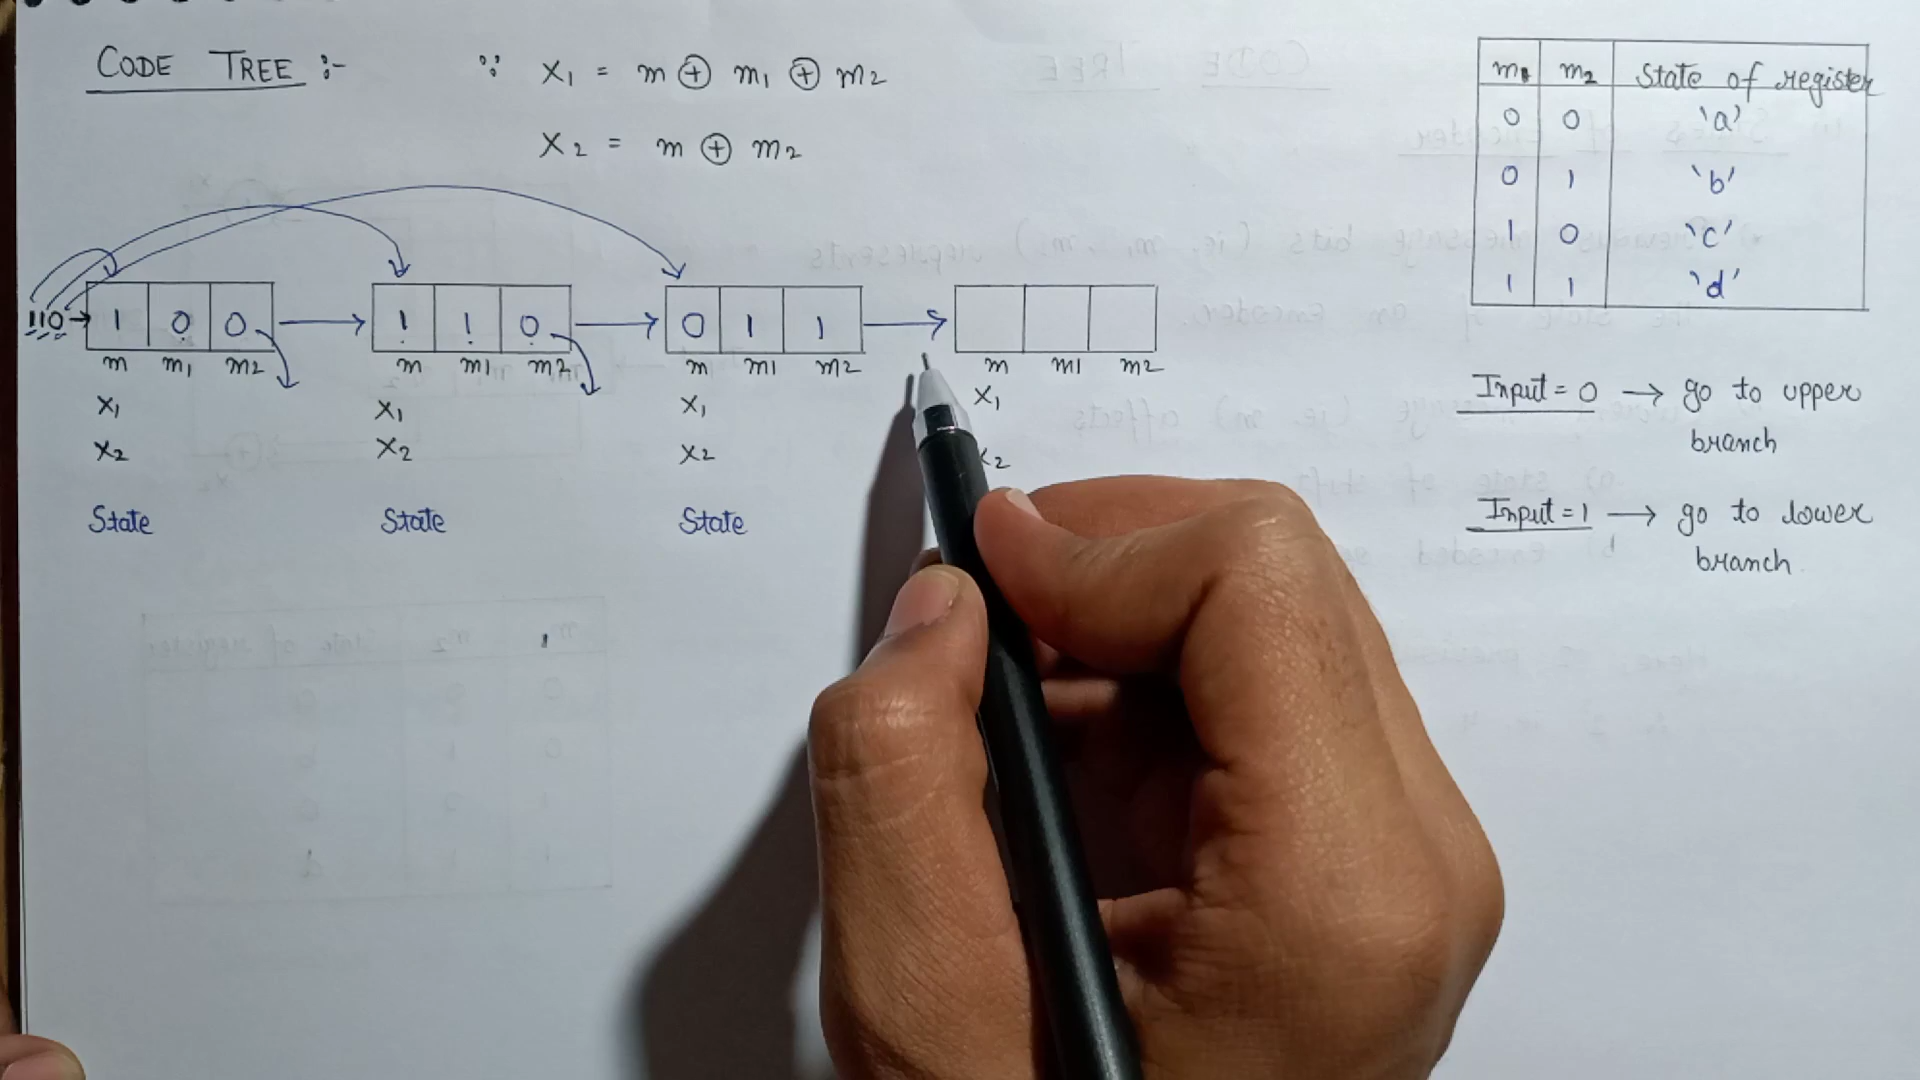 CODE TREE :-
∵ X1 = m ⊕ m1 ⊕ m2
X2 = m ⊕ m2
110 → 1 0 0 → 1 1 0 → 0 1 1 →
m m1 m2 m m1 m2 m m1 m2 m m1 m2
X1 X1 X1 X1
X2 X2 X2 X2
State State State
m1 m2 State of register
0 0 'a'
0 1 'b'
1 0 'c'
1 1 'd'
Input = 0 → go to upper
branch
Input = 1 → go to lower
branch.